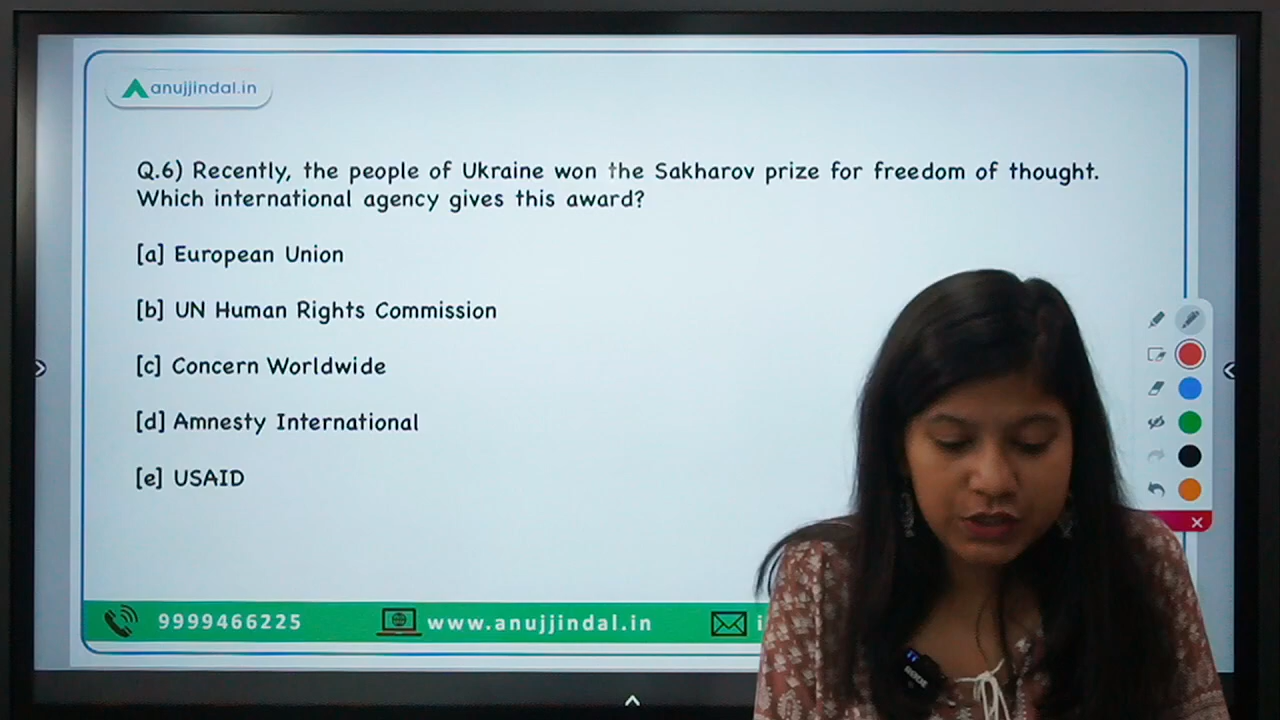 anujjindal.in
Q.6) Recently, the people of Ukraine won the Sakharov prize for freedom of thought.
Which international agency gives this award?
[a] European Union
[b] UN Human Rights Commission
[c] Concern Worldwide
[d] Amnesty International
[e] USAID
9999466225
www.anujjindal.in